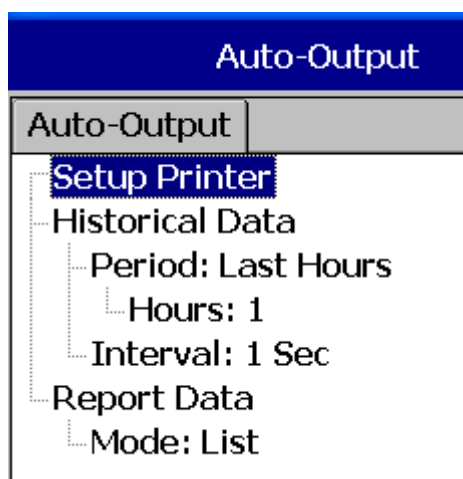 Auto-Output
Auto-Output
Setup Printer
Historical Data
Period: Last Hours
Hours: 1
Interval: 1 Sec
Report Data
Mode: List